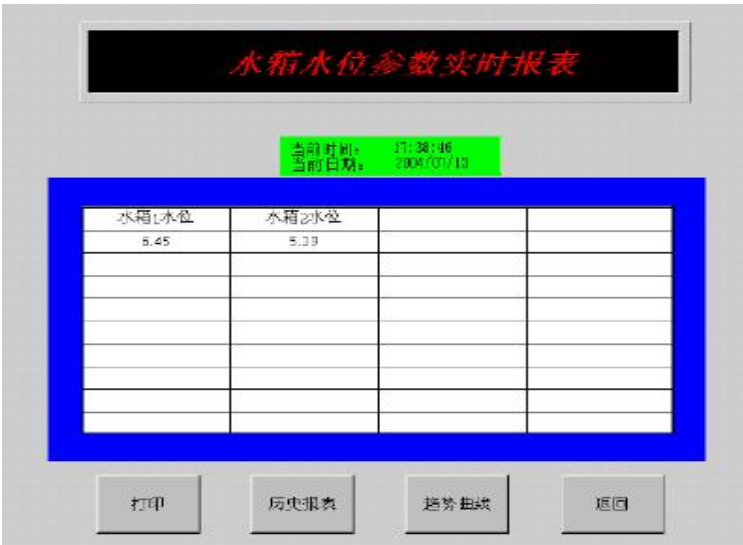 水箱水位参数实时报表
当前时间: 17:38:46
当前日期: 2004/07/13
水箱1水位 水箱2水位
6.45 5.39
打印 历史报表 趋势曲线 返回